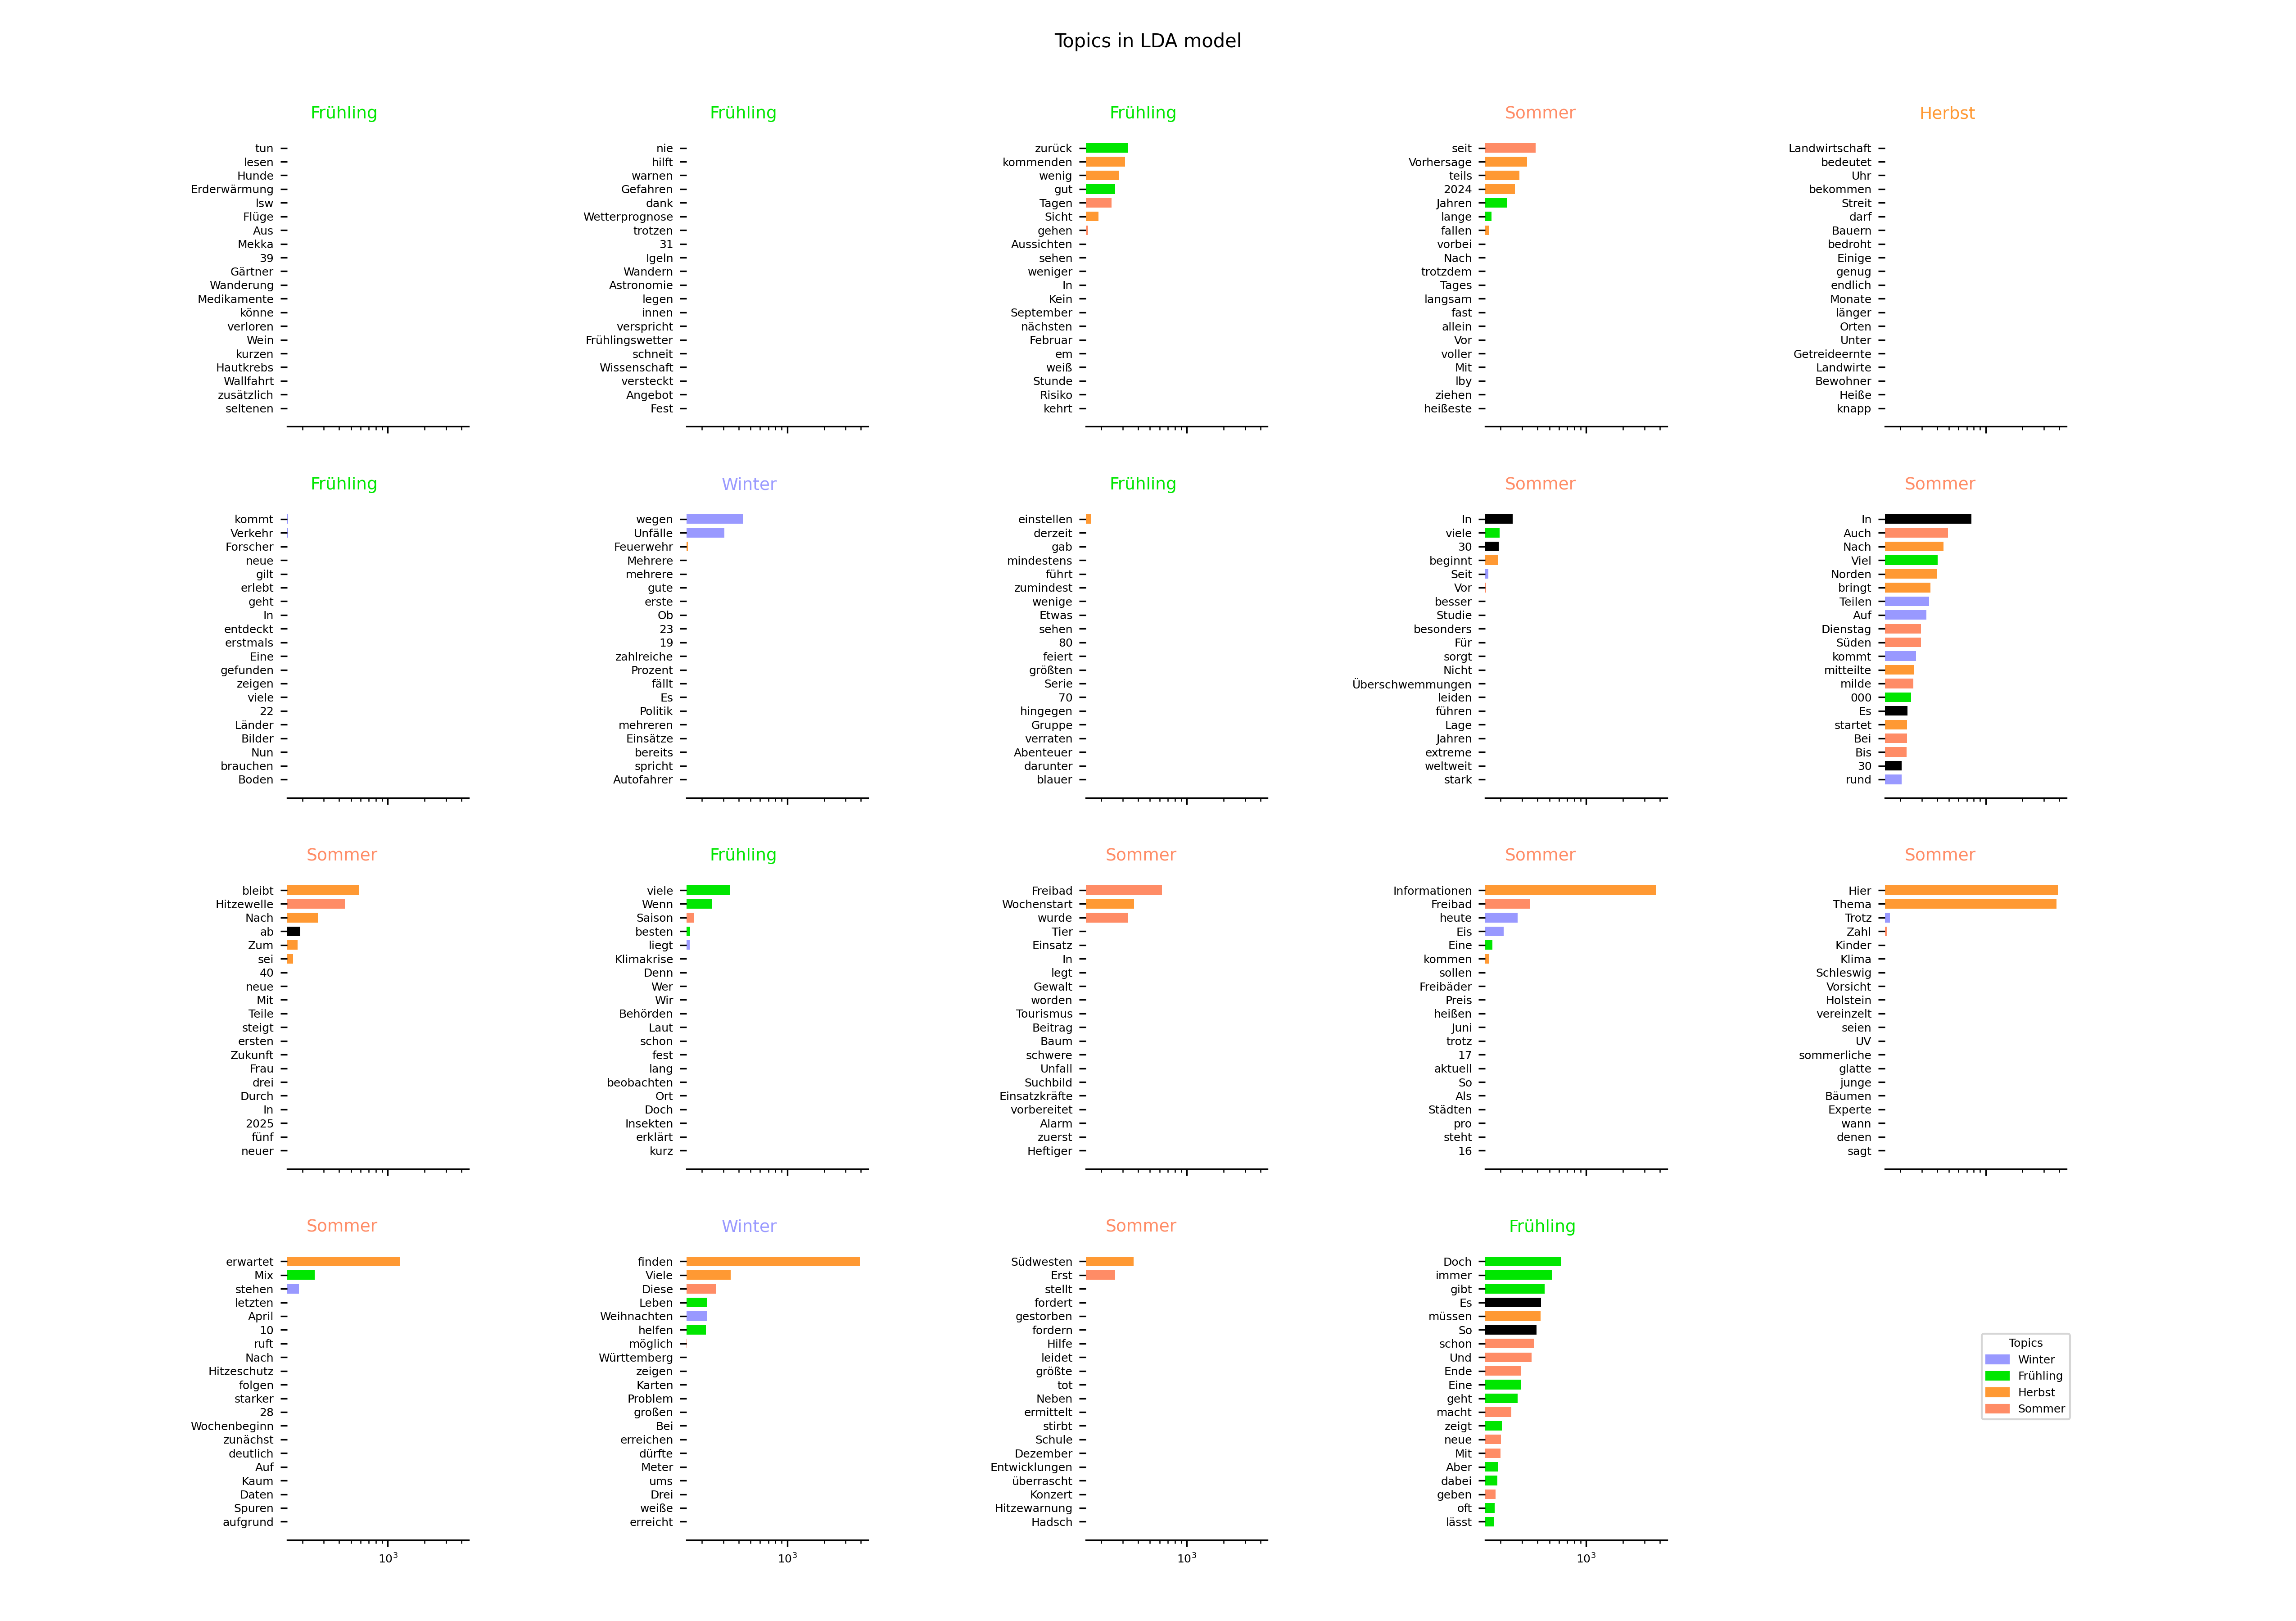 Topics in LDA model
Frühling
tun
lesen
Hunde
Erderwärmung
lsw
Flüge
Aus
Mekka
39
Gärtner
Wanderung
Medikamente
könne
verloren
Wein
kurzen
Hautkrebs
Wallfahrt
zusätzlich
seltenen
Frühling
nie
hilft
warnen
Gefahren
dank
Wetterprognose
trotzen
31
Igeln
Wandern
Astronomie
legen
innen
verspricht
Frühlingswetter
schneit
Wissenschaft
versteckt
Angebot
Fest
Frühling
zurück
kommenden
wenig
gut
Tagen
Sicht
gehen
Aussichten
sehen
weniger
In
Kein
September
nächsten
Februar
em
weiß
Stunde
Risiko
kehrt
Sommer
seit
Vorhersage
teils
2024
Jahren
lange
fallen
vorbei
Nach
trotzdem
Tages
langsam
fast
allein
Vor
voller
Mit
lby
ziehen
heißeste
Herbst
Landwirtschaft
bedeutet
Uhr
bekommen
Streit
darf
Bauern
bedroht
Einige
genug
endlich
Monate
länger
Orten
Unter
Getreideernte
Landwirte
Bewohner
Heiße
knapp
Frühling
kommt
Verkehr
Forscher
neue
gilt
erlebt
geht
In
entdeckt
erstmals
Eine
gefunden
zeigen
viele
22
Länder
Bilder
Nun
brauchen
Boden
Winter
wegen
Unfälle
Feuerwehr
Mehrere
mehrere
gute
erste
Ob
23
19
zahlreiche
Prozent
fällt
Es
Politik
mehreren
Einsätze
bereits
spricht
Autofahrer
Frühling
einstellen
derzeit
gab
mindestens
führt
zumindest
wenige
Etwas
sehen
80
feiert
größten
Serie
70
hingegen
Gruppe
verraten
Abenteuer
darunter
blauer
Sommer
In
viele
30
beginnt
Seit
Vor
besser
Studie
besonders
Für
sorgt
Nicht
Überschwemmungen
leiden
führen
Lage
Jahren
extreme
weltweit
stark
Sommer
In
Auch
Nach
Viel
Norden
bringt
Teilen
Auf
Dienstag
Süden
kommt
mitteilte
milde
000
Es
startet
Bei
Bis
30
rund
Sommer
bleibt
Hitzewelle
Nach
ab
Zum
sei
40
neue
Mit
Teile
steigt
ersten
Zukunft
Frau
drei
Durch
In
2025
fünf
neuer
Frühling
viele
Wenn
Saison
besten
liegt
Klimakrise
Denn
Wer
Wir
Behörden
Laut
schon
fest
lang
beobachten
Ort
Doch
Insekten
erklärt
kurz
Sommer
Freibad
Wochenstart
wurde
Tier
Einsatz
In
legt
Gewalt
worden
Tourismus
Beitrag
Baum
schwere
Unfall
Suchbild
Einsatzkräfte
vorbereitet
Alarm
zuerst
Heftiger
Sommer
Informationen
Freibad
heute
Eis
Eine
kommen
sollen
Freibäder
Preis
heißen
Juni
trotz
17
aktuell
So
Als
Städten
pro
steht
16
Sommer
Hier
Thema
Trotz
Zahl
Kinder
Klima
Schleswig
Vorsicht
Holstein
vereinzelt
seien
UV
sommerliche
glatte
junge
Bäumen
Experte
wann
denen
sagt
Sommer
erwartet
Mix
stehen
letzten
April
10
ruft
Nach
Hitzeschutz
folgen
starker
28
Wochenbeginn
zunächst
deutlich
Auf
Kaum
Daten
Spuren
aufgrund
10³
Winter
finden
Viele
Diese
Leben
Weihnachten
helfen
möglich
Württemberg
zeigen
Karten
Problem
großen
Bei
erreichen
dürfte
Meter
ums
Drei
weiße
erreicht
10³
Sommer
Südwesten
Erst
stellt
fordert
gestorben
fordern
Hilfe
leidet
größte
tot
Neben
ermittelt
stirbt
Schule
Dezember
Entwicklungen
überrascht
Konzert
Hitzewarnung
Hadsch
10³
Frühling
Doch
immer
gibt
Es
müssen
So
schon
Und
Ende
Eine
geht
macht
zeigt
neue
Mit
Aber
dabei
geben
oft
lässt
10³
Topics
Winter
Frühling
Herbst
Sommer